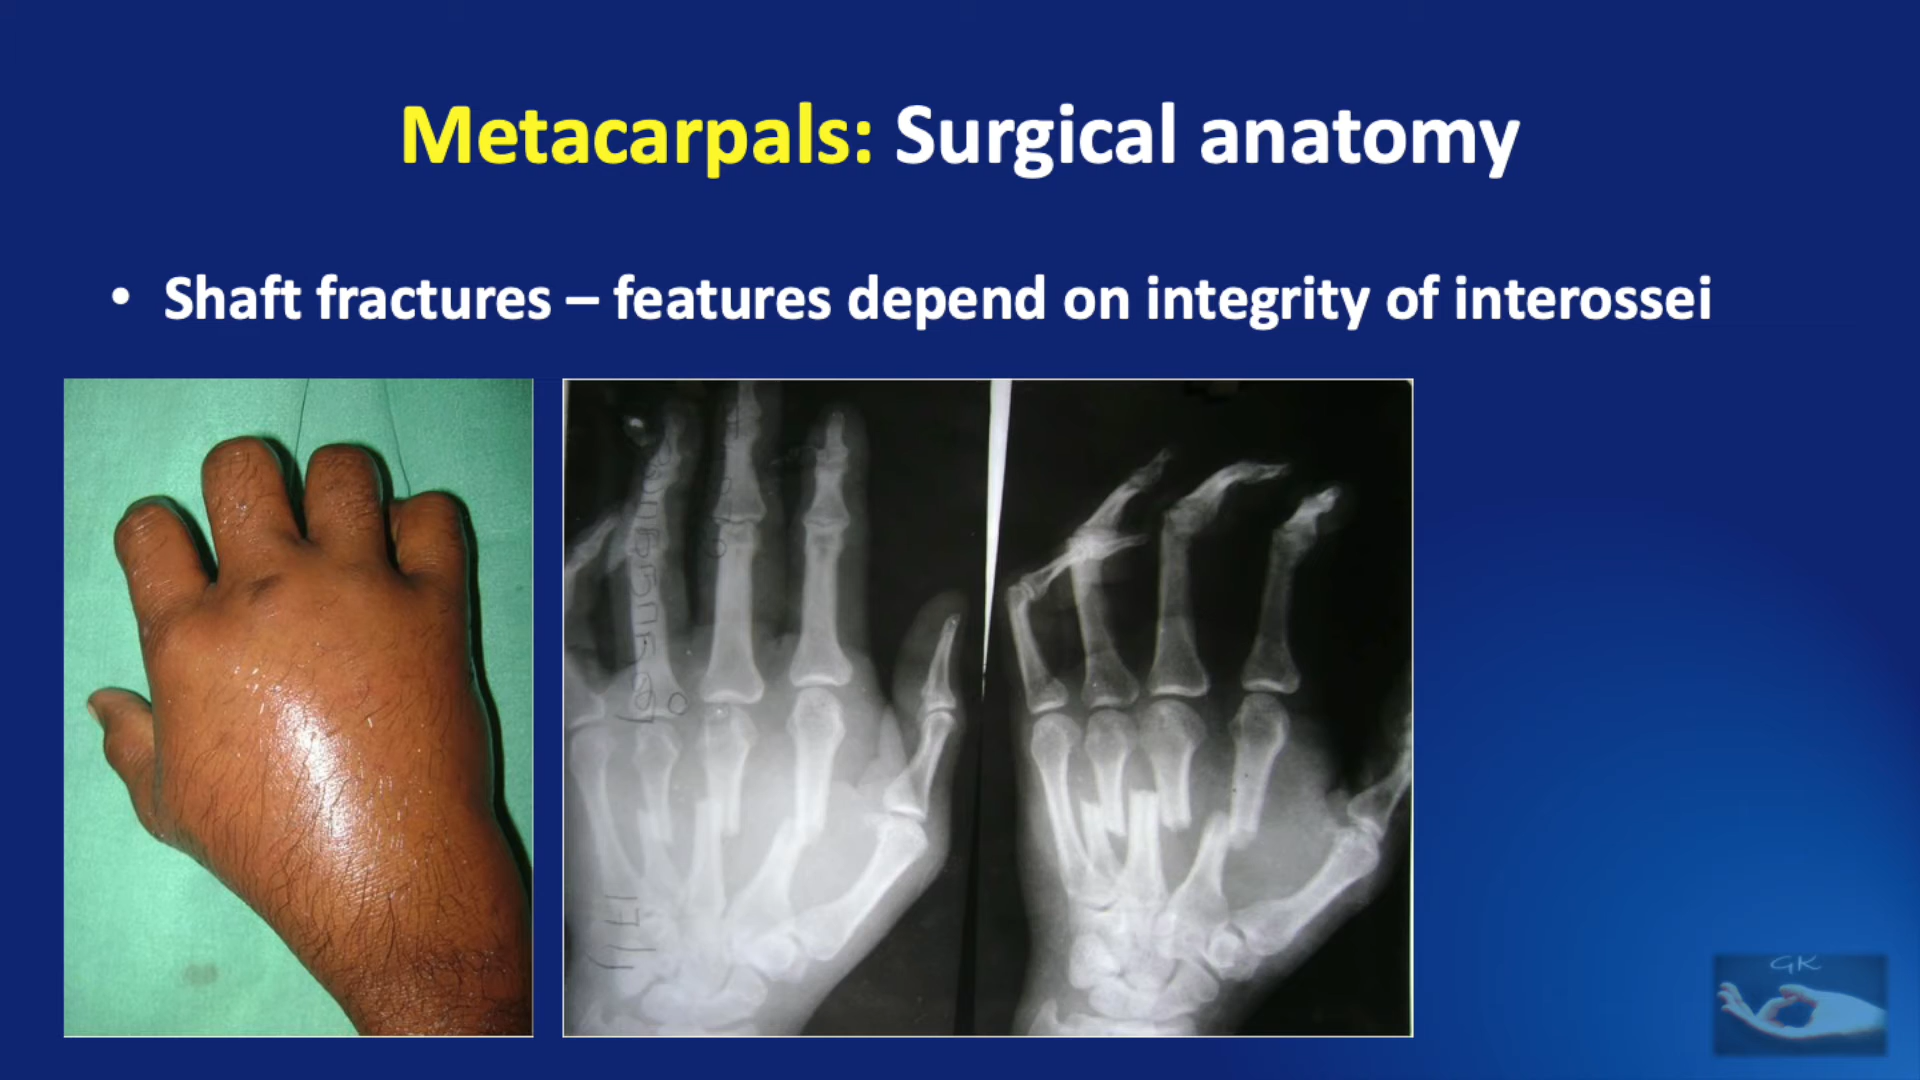 Metacarpals: Surgical anatomy
• Shaft fractures – features depend on integrity of interossei
GK